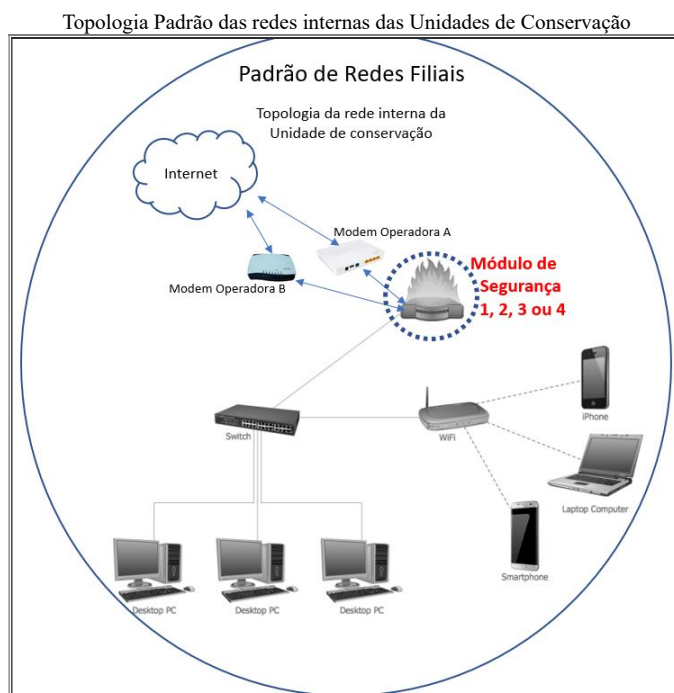 Topologia Padrão das redes internas das Unidades de Conservação
Padrão de Redes Filiais
Topologia da rede interna da
Unidade de conservação
Internet
Modem Operadora A
Modem Operadora B
Módulo de
Segurança
1, 2, 3 ou 4
iPhone
Switch
WiFi
Laptop Computer
Smartphone
Desktop PC
Desktop PC
Desktop PC